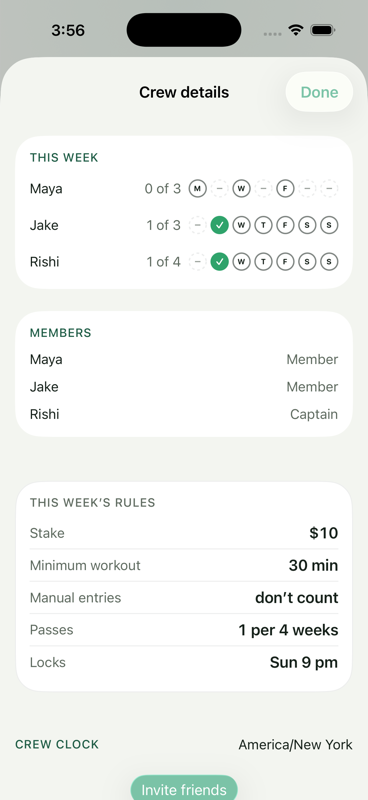 3:56
Crew details
Done
THIS WEEK
Maya 0 of 3 M – W – F – –
Jake 1 of 3 – ✓ W T F S S
Rishi 1 of 4 – ✓ W T F S S
MEMBERS
Maya Member
Jake Member
Rishi Captain
THIS WEEK’S RULES
Stake $10
Minimum workout 30 min
Manual entries don’t count
Passes 1 per 4 weeks
Locks Sun 9 pm
CREW CLOCK America/New York
Invite friends